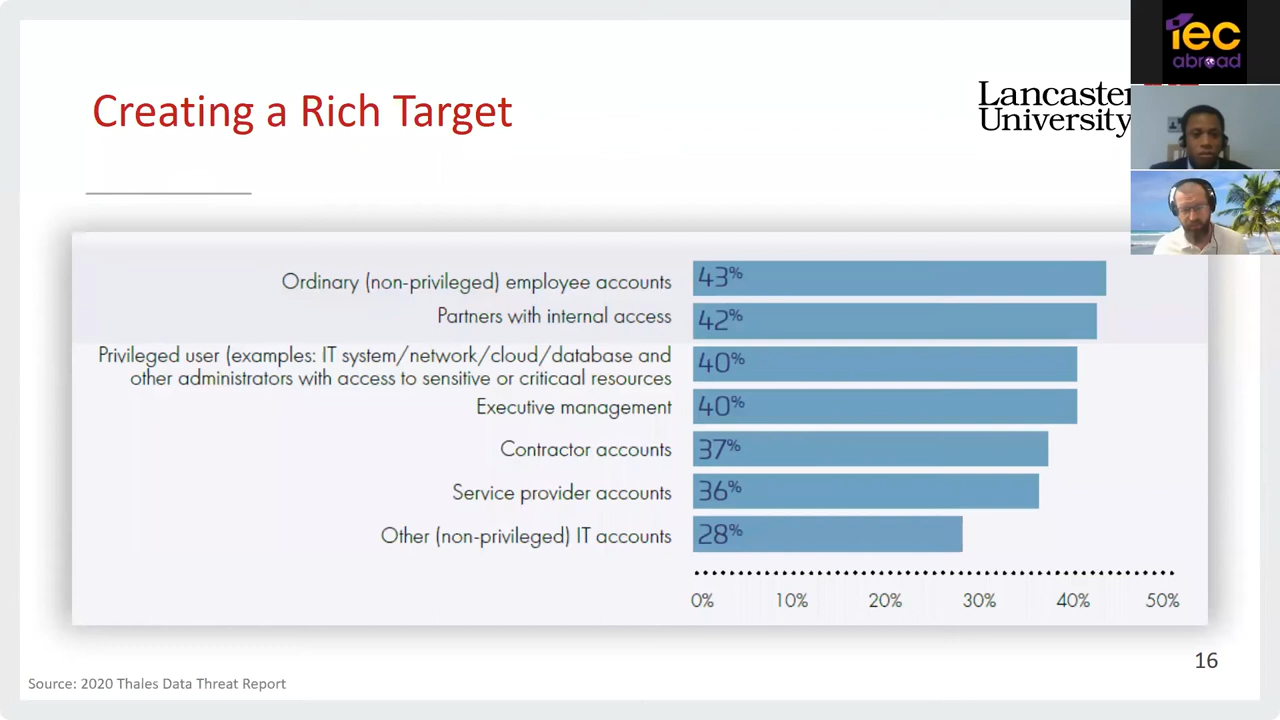 iec
abroad
Creating a Rich Target
Lancaster
University
Ordinary (non-privileged) employee accounts 43%
Partners with internal access 42%
Privileged user (examples: IT system/network/cloud/database and
other administrators with access to sensitive or criticaal resources 40%
Executive management 40%
Contractor accounts 37%
Service provider accounts 36%
Other (non-privileged) IT accounts 28%
0% 10% 20% 30% 40% 50%
16
Source: 2020 Thales Data Threat Report